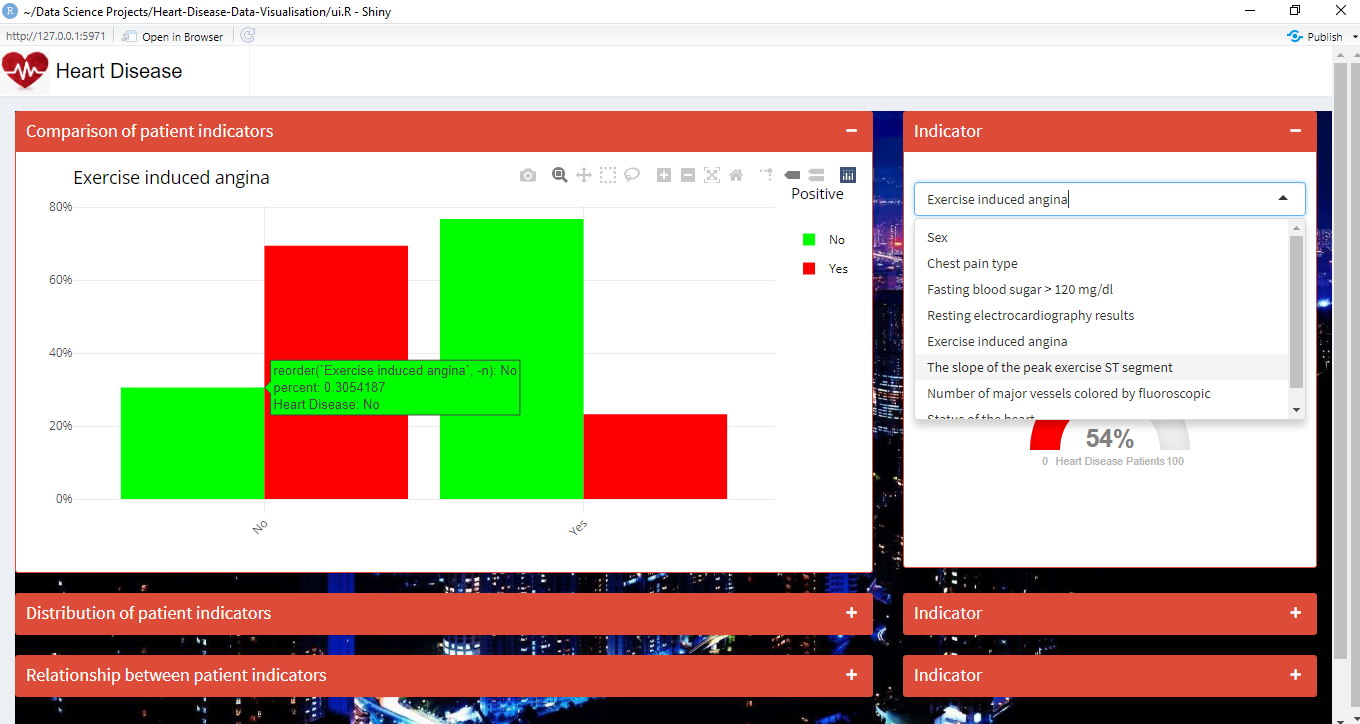 ~/Data Science Projects/Heart-Disease-Data-Visualisation/ui.R - Shiny
http://127.0.0.1:5971
Open in Browser
Publish
Heart Disease
Comparison of patient indicators
Exercise induced angina
Positive
No
Yes
80%
60%
40%
20%
0%
reorder(`Exercise induced angina`, -n): No
percent: 0.3054187
Heart Disease: No
No
Yes
Indicator
Exercise induced angina
Sex
Chest pain type
Fasting blood sugar > 120 mg/dl
Resting electrocardiography results
Exercise induced angina
The slope of the peak exercise ST segment
Number of major vessels colored by fluoroscopic
Status of the heart
54%
0 Heart Disease Patients 100
Distribution of patient indicators
Indicator
Relationship between patient indicators
Indicator